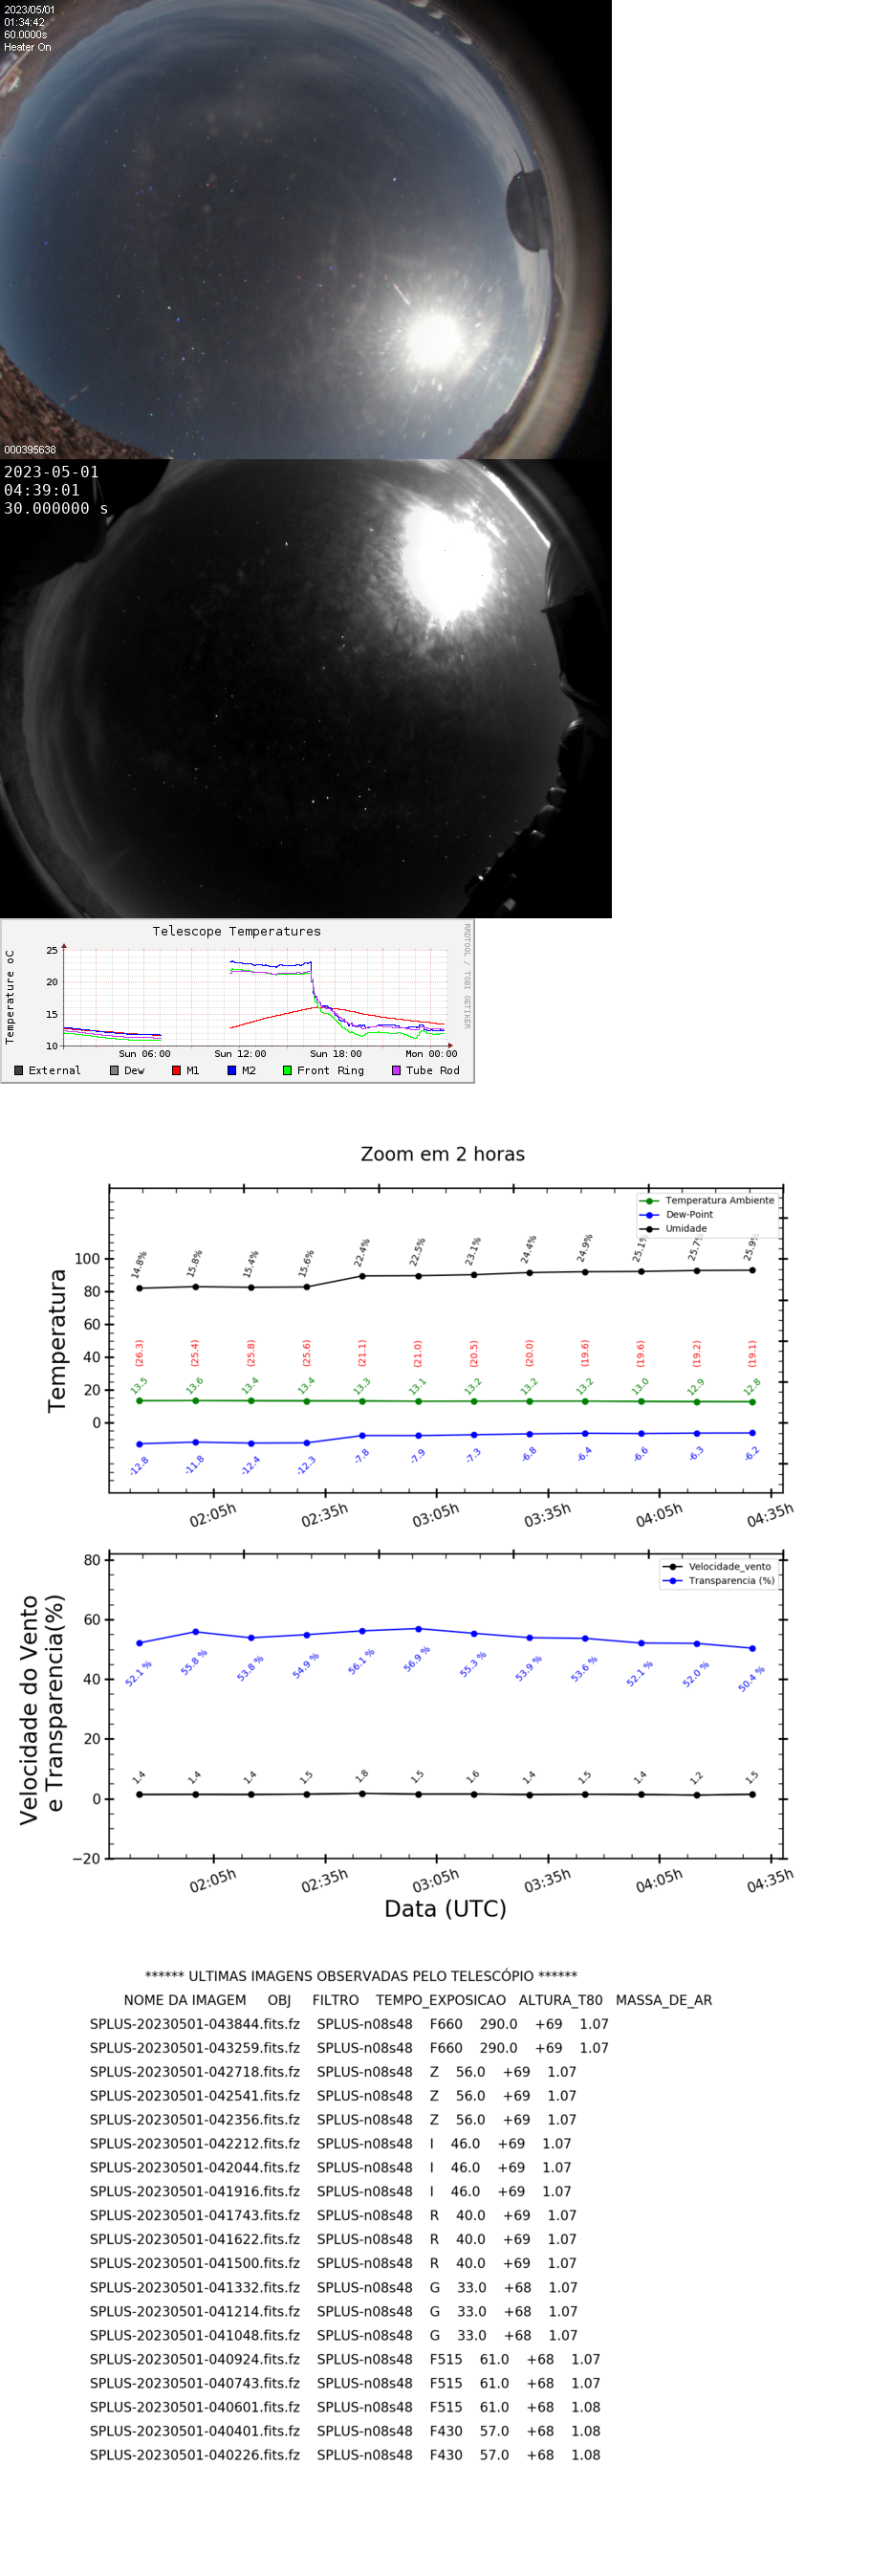 2023/05/01
01:34:42
60.0000s
Heater On
000395638
2023-05-01
04:39:01
30.000000 s
Telescope Temperatures
RRDTOOL / TOBI OETIKER
Temperature oC
25
20
15
10
Sun 06:00 Sun 12:00 Sun 18:00 Mon 00:00
External Dew M1 M2 Front Ring Tube Rod
Zoom em 2 horas
Temperatura Ambiente
Dew-Point
Umidade
Temperatura
100
80
60
40
20
0
14.8% 15.8% 15.4% 15.6% 22.4% 22.5% 23.1% 24.4% 24.9% 25.1% 25.7% 25.9%
(26.3) (25.4) (25.8) (25.6) (21.1) (21.0) (20.5) (20.0) (19.6) (19.6) (19.2) (19.1)
13.5 13.6 13.4 13.4 13.3 13.1 13.2 13.2 13.2 13.0 12.9 12.8
-12.8 -11.8 -12.4 -12.3 -7.8 -7.9 -7.3 -6.8 -6.4 -6.6 -6.3 -6.2
02:05h 02:35h 03:05h 03:35h 04:05h 04:35h
Velocidade_vento
Transparencia (%)
Velocidade do Vento
e Transparencia(%)
80
60
40
20
0
−20
52.1 % 55.8 % 53.8 % 54.9 % 56.1 % 56.9 % 55.3 % 53.9 % 53.6 % 52.1 % 52.0 % 50.4 %
1.4 1.4 1.4 1.5 1.8 1.5 1.6 1.4 1.5 1.4 1.2 1.5
02:05h 02:35h 03:05h 03:35h 04:05h 04:35h
Data (UTC)
****** ULTIMAS IMAGENS OBSERVADAS PELO TELESCÓPIO ******
NOME DA IMAGEM OBJ FILTRO TEMPO_EXPOSICAO ALTURA_T80 MASSA_DE_AR
SPLUS-20230501-043844.fits.fz SPLUS-n08s48 F660 290.0 +69 1.07
SPLUS-20230501-043259.fits.fz SPLUS-n08s48 F660 290.0 +69 1.07
SPLUS-20230501-042718.fits.fz SPLUS-n08s48 Z 56.0 +69 1.07
SPLUS-20230501-042541.fits.fz SPLUS-n08s48 Z 56.0 +69 1.07
SPLUS-20230501-042356.fits.fz SPLUS-n08s48 Z 56.0 +69 1.07
SPLUS-20230501-042212.fits.fz SPLUS-n08s48 I 46.0 +69 1.07
SPLUS-20230501-042044.fits.fz SPLUS-n08s48 I 46.0 +69 1.07
SPLUS-20230501-041916.fits.fz SPLUS-n08s48 I 46.0 +69 1.07
SPLUS-20230501-041743.fits.fz SPLUS-n08s48 R 40.0 +69 1.07
SPLUS-20230501-041622.fits.fz SPLUS-n08s48 R 40.0 +69 1.07
SPLUS-20230501-041500.fits.fz SPLUS-n08s48 R 40.0 +69 1.07
SPLUS-20230501-041332.fits.fz SPLUS-n08s48 G 33.0 +68 1.07
SPLUS-20230501-041214.fits.fz SPLUS-n08s48 G 33.0 +68 1.07
SPLUS-20230501-041048.fits.fz SPLUS-n08s48 G 33.0 +68 1.07
SPLUS-20230501-040924.fits.fz SPLUS-n08s48 F515 61.0 +68 1.07
SPLUS-20230501-040743.fits.fz SPLUS-n08s48 F515 61.0 +68 1.07
SPLUS-20230501-040601.fits.fz SPLUS-n08s48 F515 61.0 +68 1.08
SPLUS-20230501-040401.fits.fz SPLUS-n08s48 F430 57.0 +68 1.08
SPLUS-20230501-040226.fits.fz SPLUS-n08s48 F430 57.0 +68 1.08